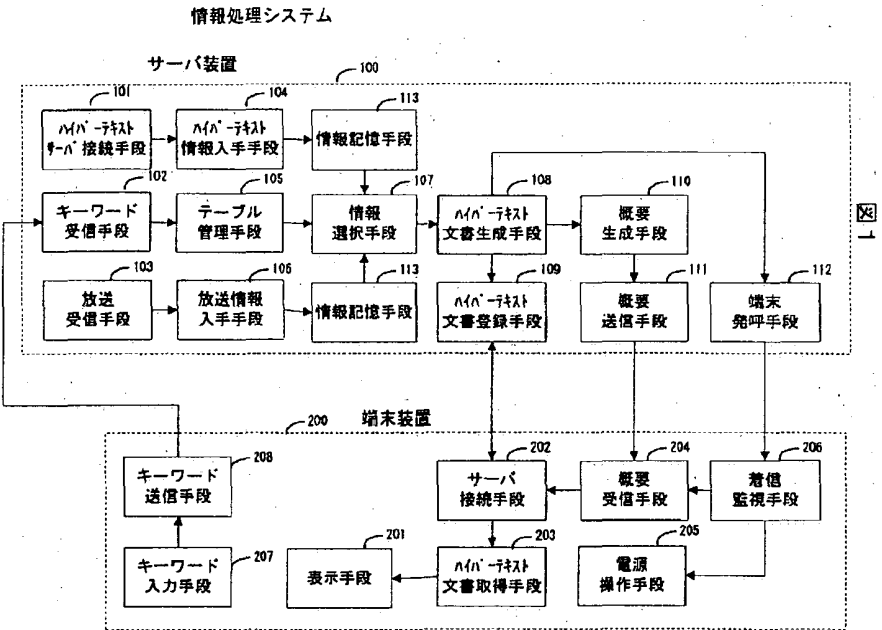 情報処理システム
サーバ装置
100
101
104
113
ハイパーテキスト
サーバ接続手段
ハイパーテキスト
情報入手手段
情報記憶手段
102
105
107
108
110
キーワード
受信手段
テーブル
管理手段
情報
選択手段
ハイパーテキスト
文書生成手段
概要
生成手段
図1
103
106
113
109
111
112
放送
受信手段
放送情報
入手手段
情報記憶手段
ハイパーテキスト
文書登録手段
概要
送信手段
端末
発呼手段
端末装置
200
208
202
204
206
キーワード
送信手段
サーバ
接続手段
概要
受信手段
着信
監視手段
207
201
203
205
キーワード
入力手段
表示手段
ハイパーテキスト
文書取得手段
電源
操作手段